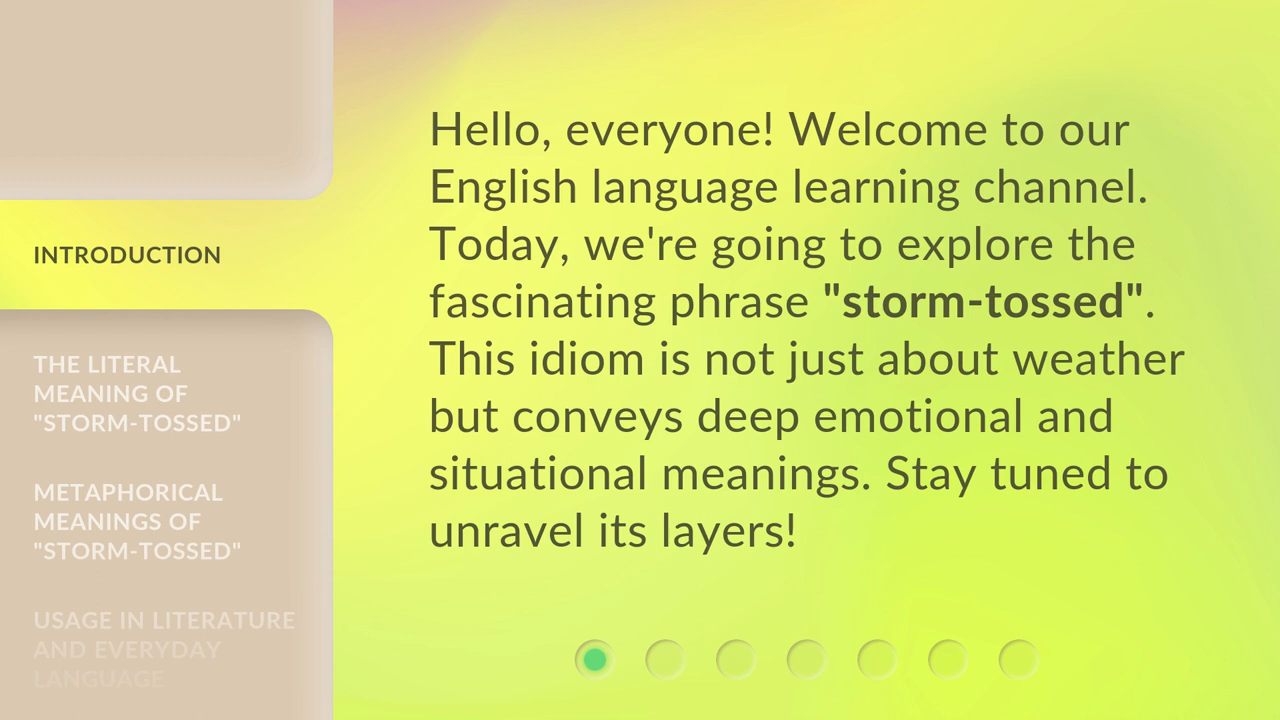 INTRODUCTION
THE LITERAL
MEANING OF
"STORM-TOSSED"
METAPHORICAL
MEANINGS OF
"STORM-TOSSED"
USAGE IN LITERATURE
AND EVERYDAY
LANGUAGE
Hello, everyone! Welcome to our
English language learning channel.
Today, we're going to explore the
fascinating phrase "storm-tossed".
This idiom is not just about weather
but conveys deep emotional and
situational meanings. Stay tuned to
unravel its layers!